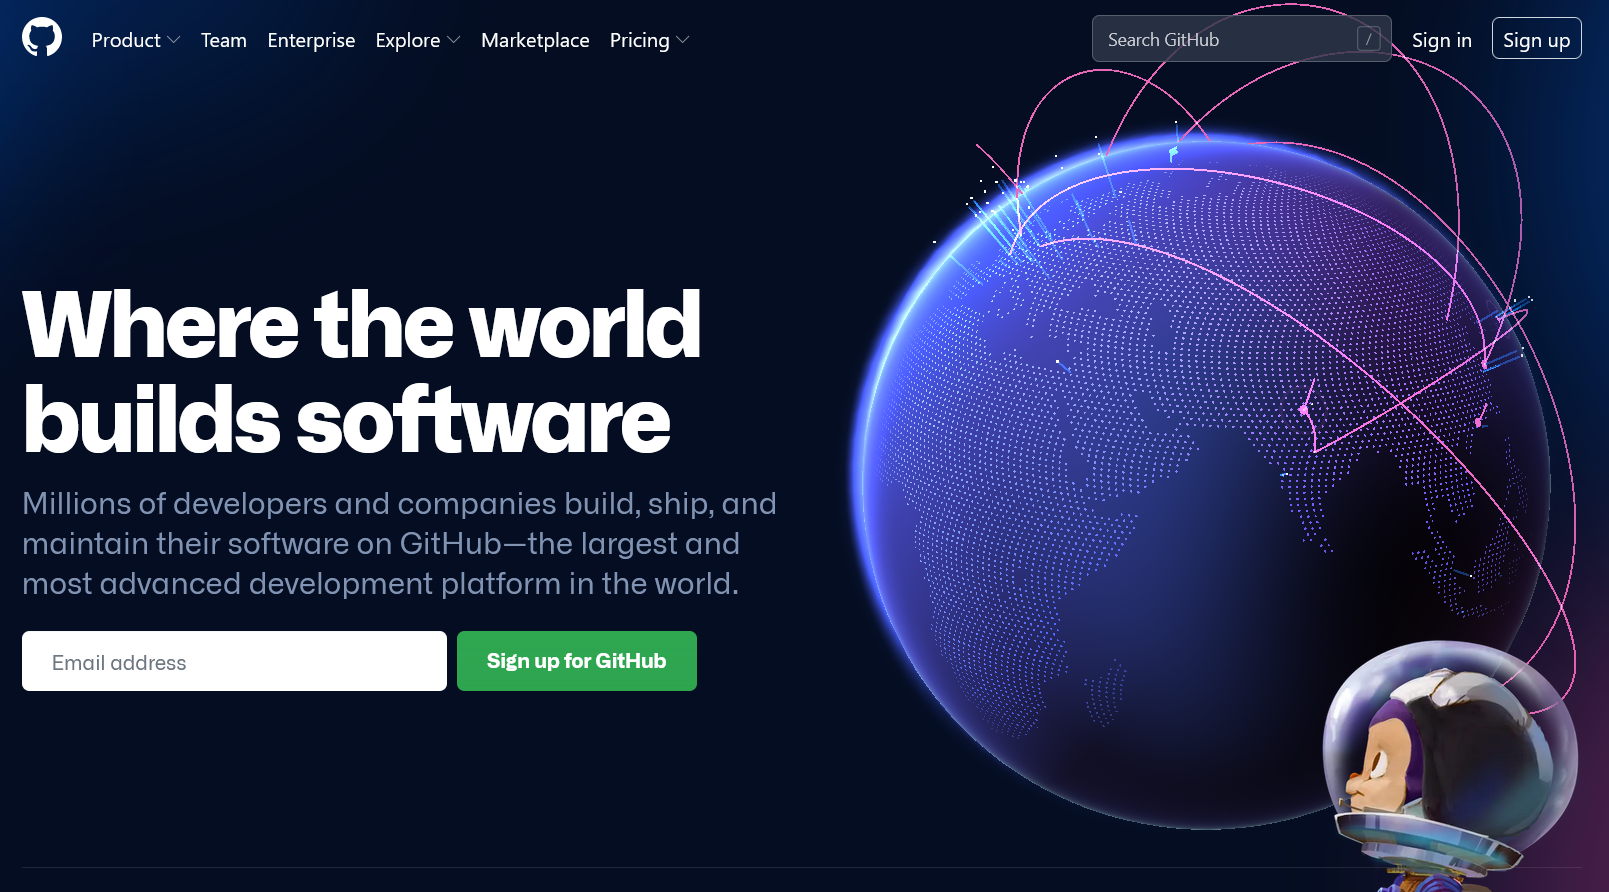 Product Team Enterprise Explore Marketplace Pricing Search GitHub / Sign in Sign up
Where the world
builds software
Millions of developers and companies build, ship, and
maintain their software on GitHub—the largest and
most advanced development platform in the world.
Email address Sign up for GitHub